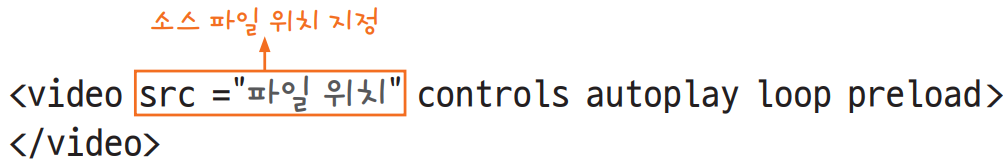 소스 파일 위치 지정
<video src ="파일 위치" controls autoplay loop preload>
</video>